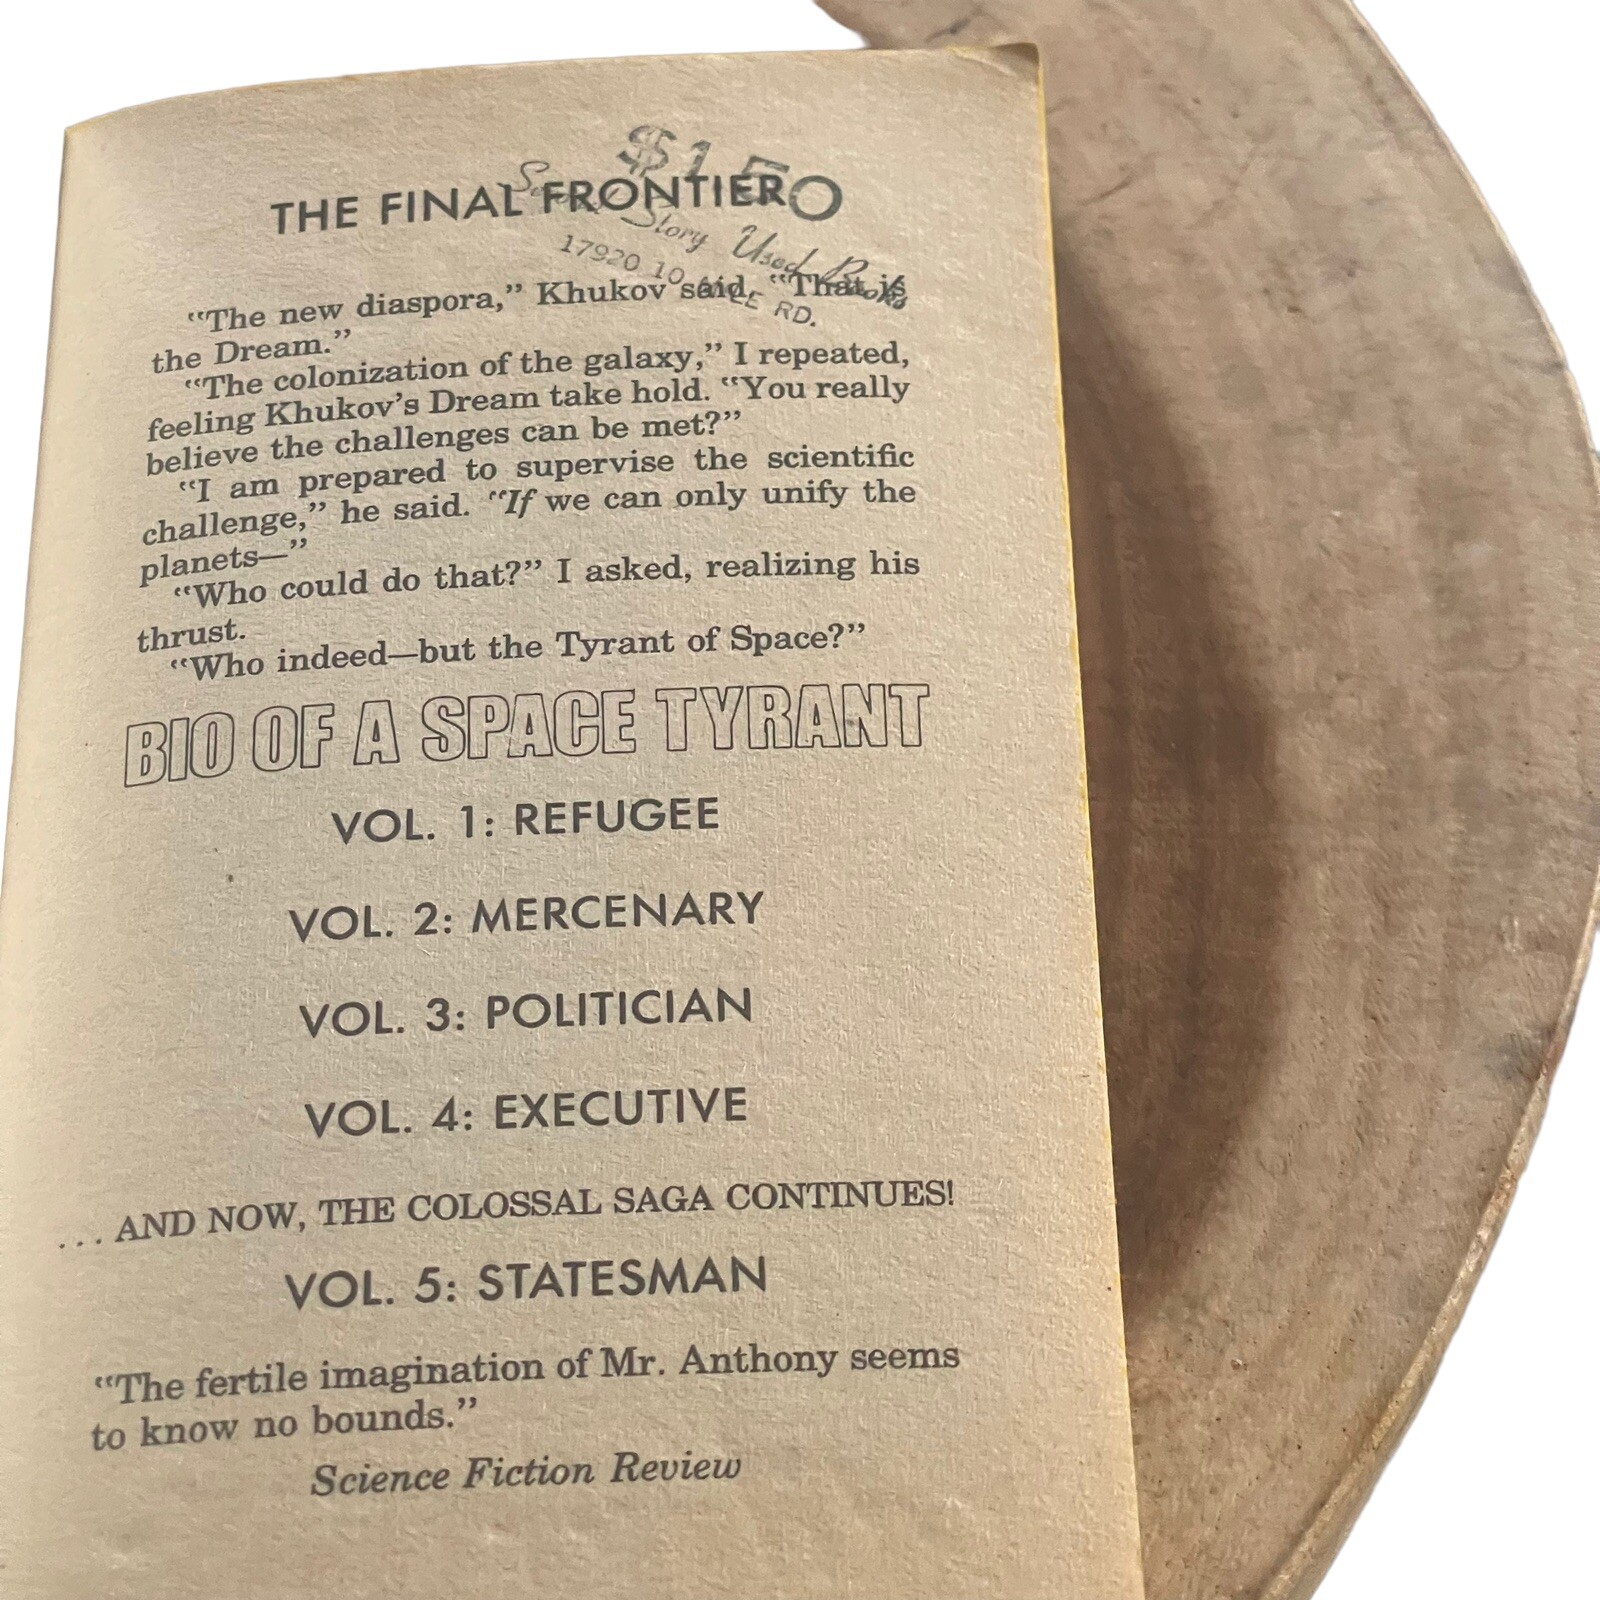 $1.50
THE FINAL FRONTIER
Story Used Books
17920 10 MILE RD.
“The new diaspora,” Khukov said. “That is
the Dream.”
“The colonization of the galaxy,” I repeated,
feeling Khukov’s Dream take hold. “You really
believe the challenges can be met?”
“I am prepared to supervise the scientific
challenge,” he said. “If we can only unify the
planets—”
“Who could do that?” I asked, realizing his
thrust.
“Who indeed—but the Tyrant of Space?”
BIO OF A SPACE TYRANT
VOL. 1: REFUGEE
VOL. 2: MERCENARY
VOL. 3: POLITICIAN
VOL. 4: EXECUTIVE
. . . AND NOW, THE COLOSSAL SAGA CONTINUES!
VOL. 5: STATESMAN
“The fertile imagination of Mr. Anthony seems
to know no bounds.”
Science Fiction Review